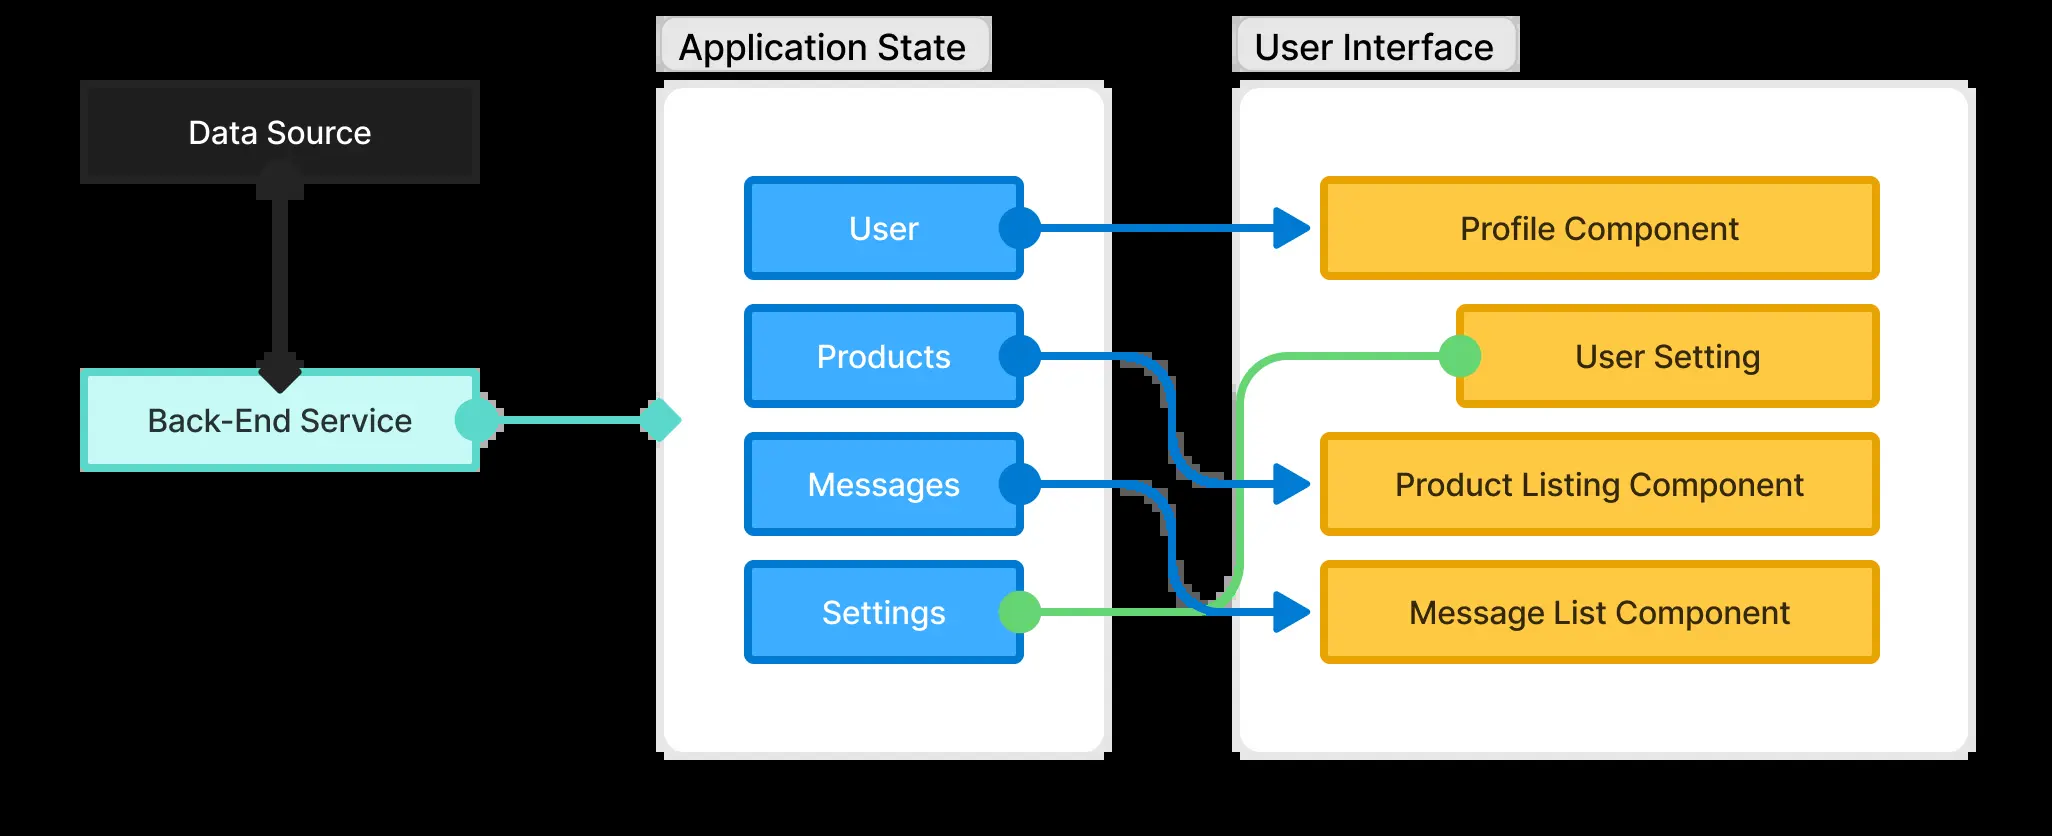 Application State
User Interface
Data Source
Back-End Service
User
Products
Messages
Settings
Profile Component
User Setting
Product Listing Component
Message List Component